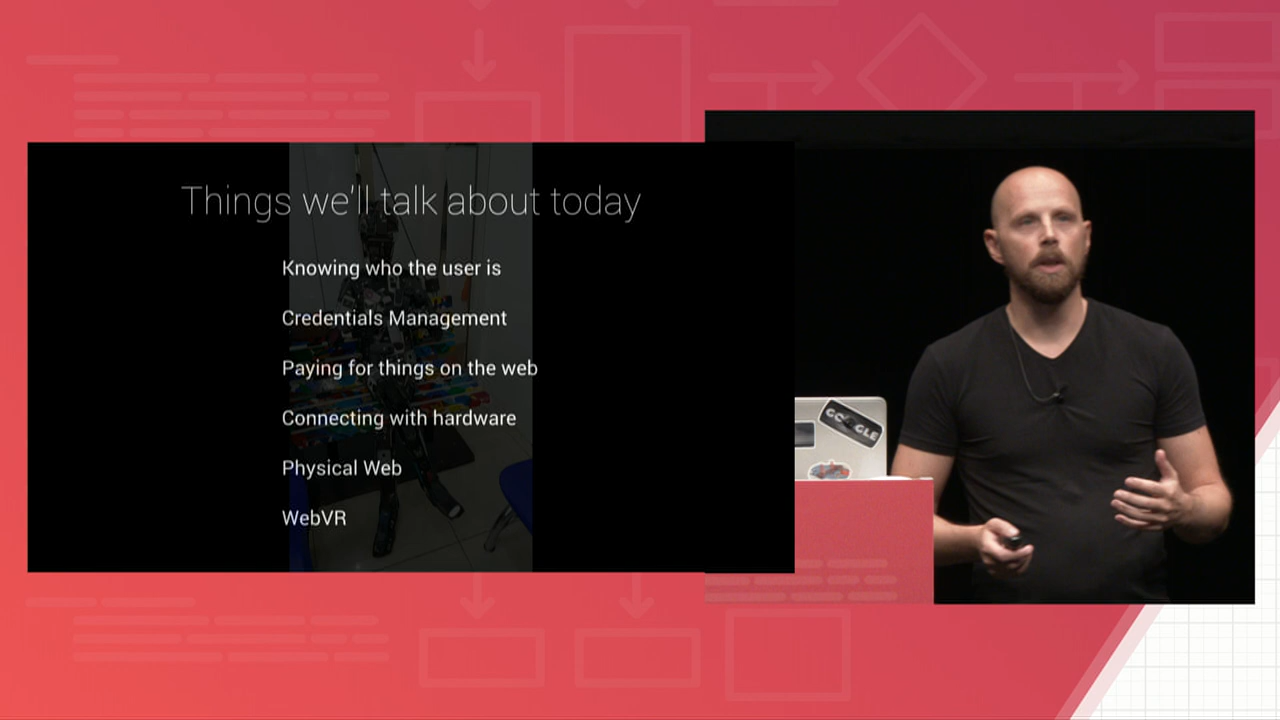 Things we'll talk about today
Knowing who the user is
Credentials Management
Paying for things on the web
Connecting with hardware
Physical Web
WebVR
GOOGLE